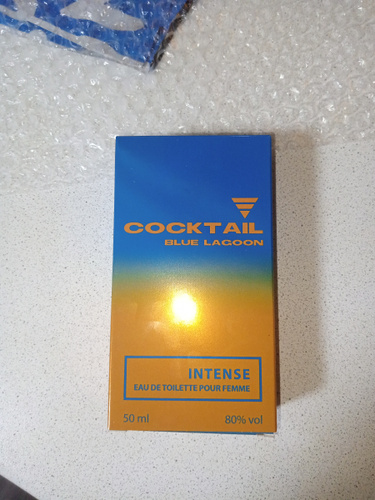 COCKTAIL
BLUE LAGOON
INTENSE
EAU DE TOILETTE POUR FEMME
50 ml 80% vol